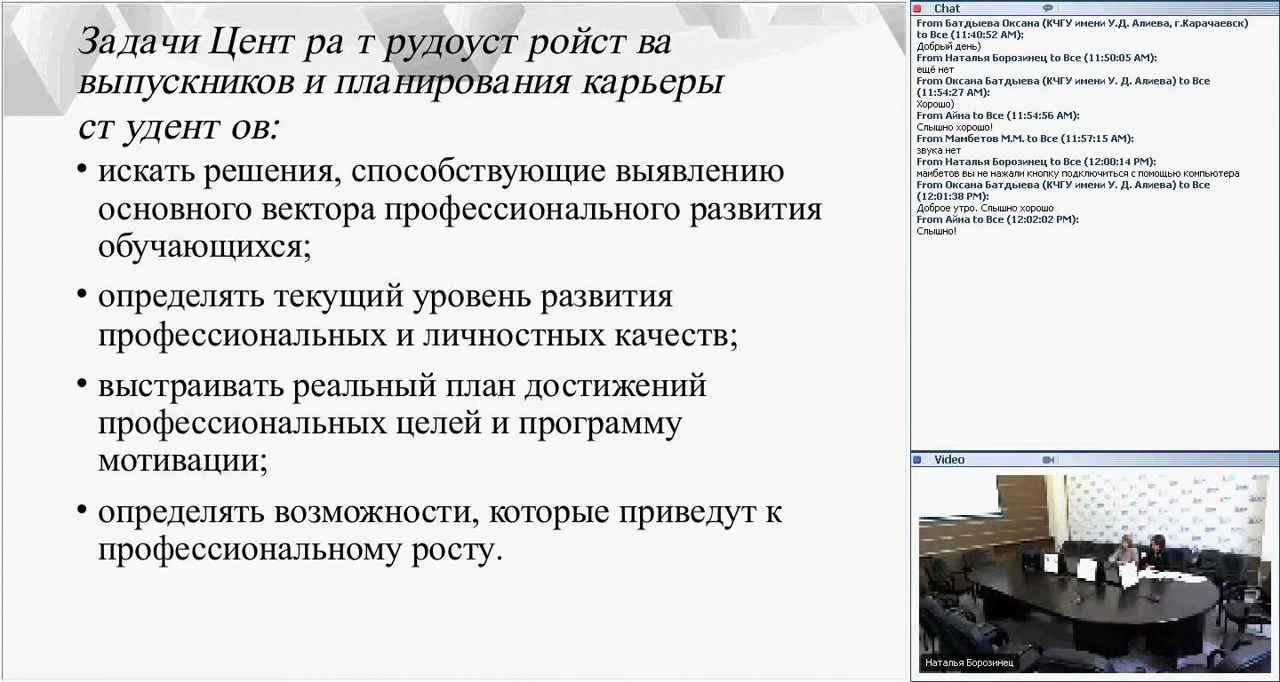 Задачи Цент ра т рудоуст ройст ва
выпускников и планирования карьеры
ст удент ов:
• искать решения, способствующие выявлению
основного вектора профессионального развития
обучающихся;
• определять текущий уровень развития
профессиональных и личностных качеств;
• выстраивать реальный план достижений
профессиональных целей и программу
мотивации;
• определять возможности, которые приведут к
профессиональному росту.
Chat
From Батдыева Оксана (КЧГУ имени У.Д. Алиева, г.Карачаевск)
to Все (11:40:52 AM):
Добрый день)
From Наталья Борозинец to Все (11:50:05 AM):
ещё нет
From Оксана Батдыева (КЧГУ имени У. Д. Алиева) to Все
(11:54:27 AM):
Хорошо)
From Айна to Все (11:54:56 AM):
Слышно хорошо!
From Мамбетов М.М. to Все (11:57:15 AM):
звука нет
From Наталья Борозинец to Все (12:00:14 PM):
мамбетов вы не нажали кнопку подключиться с помощью компьютера
From Оксана Батдыева (КЧГУ имени У. Д. Алиева) to Все
(12:01:38 PM):
Доброе утро. Слышно хорошо
From Айна to Все (12:02:02 PM):
Слышно!
Video
Наталья Борозинец